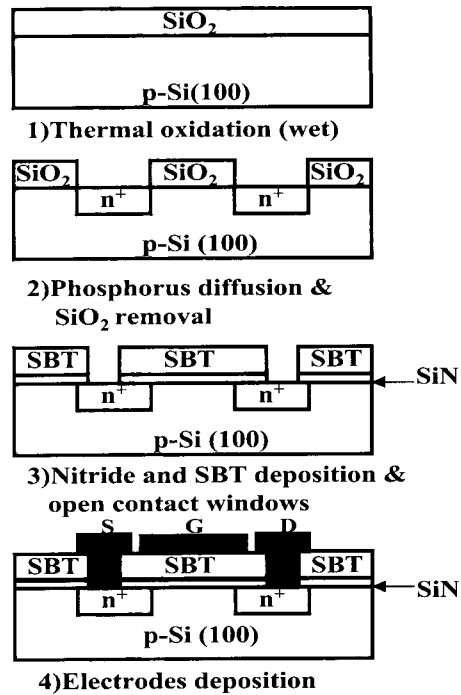 SiO₂
p-Si(100)
1)Thermal oxidation (wet)
SiO₂ SiO₂ SiO₂
n⁺ n⁺
p-Si (100)
2)Phosphorus diffusion &
SiO₂ removal
SBT SBT SBT
SiN
n⁺ n⁺
p-Si (100)
3)Nitride and SBT deposition &
open contact windows
S G D
SBT SBT SBT
SiN
n⁺ n⁺
p-Si (100)
4)Electrodes deposition